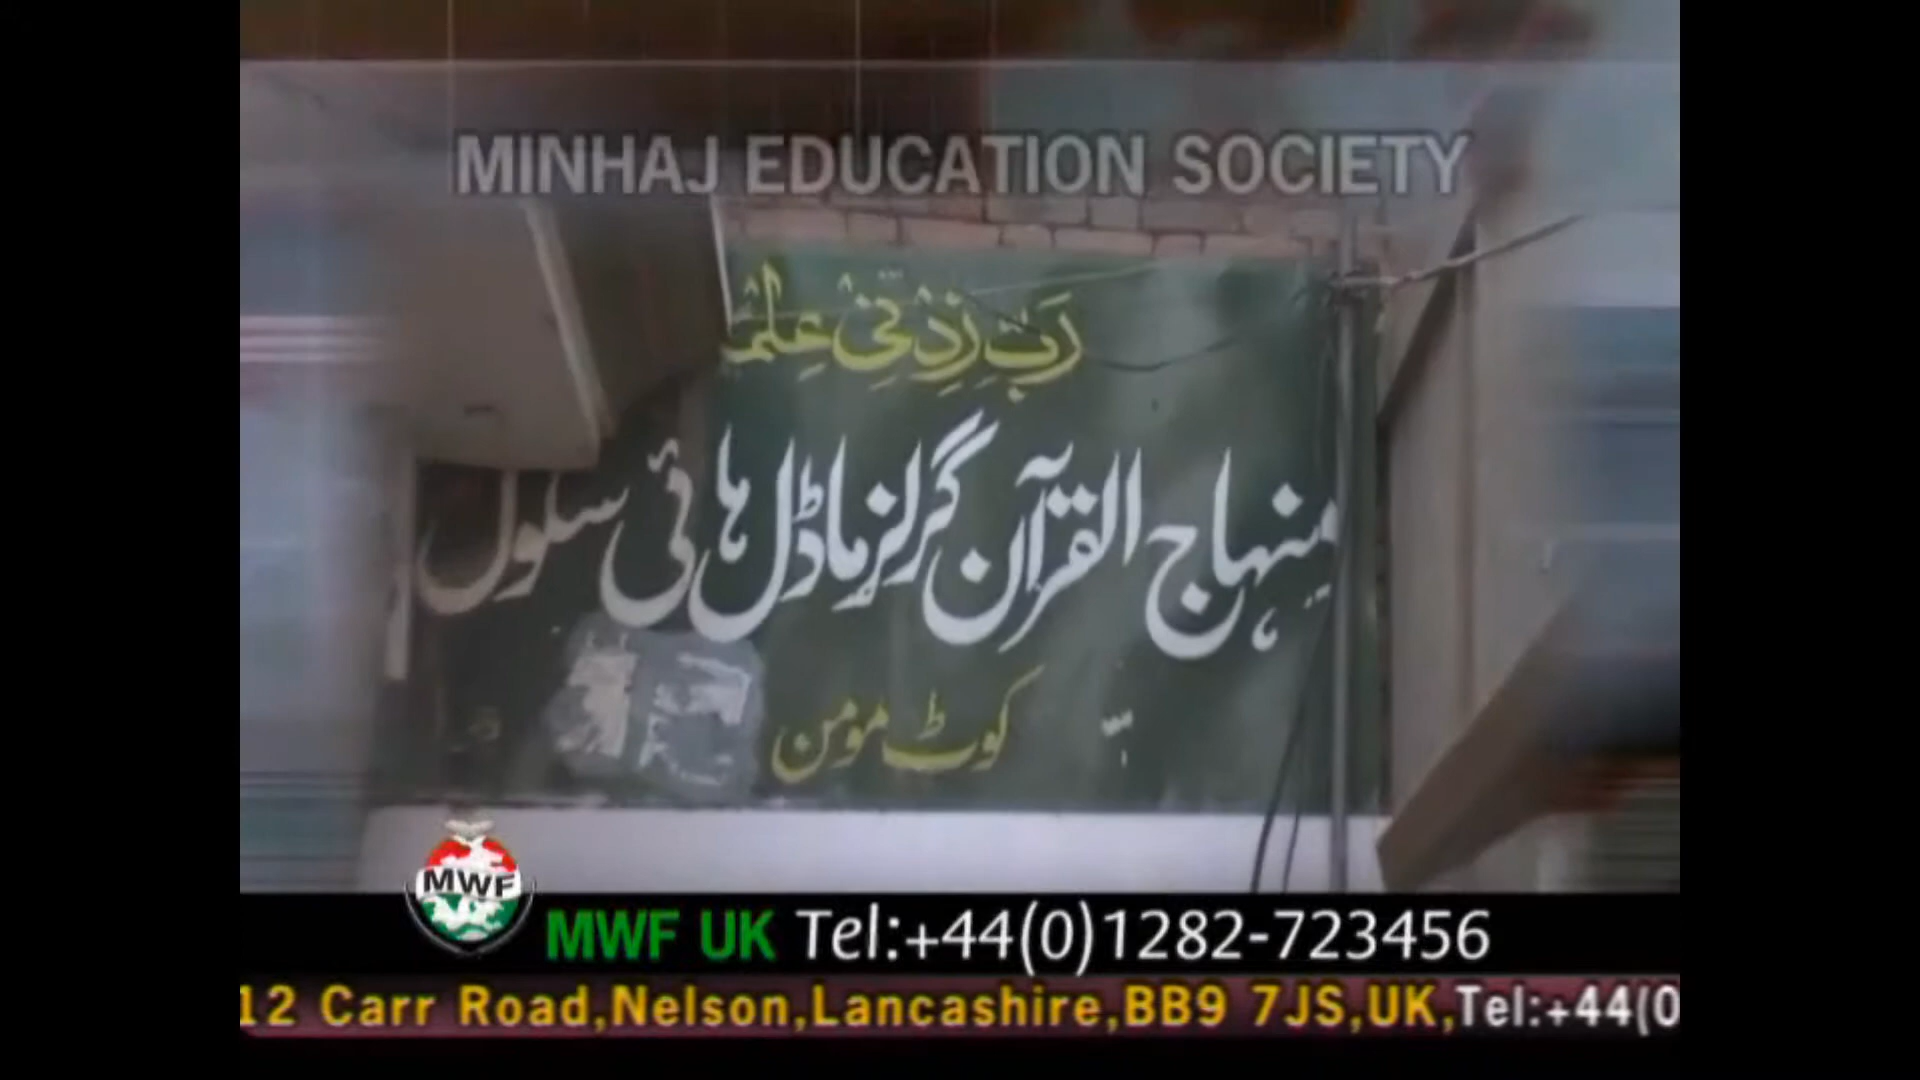 MINHAJ EDUCATION SOCIETY
رَبِّ زِدْنِی عِلْمًا
منہاج القرآن گرلز ماڈل ہائی سکول
کوٹ مومن
MWF
MWF UK Tel:+44(0)1282-723456
12 Carr Road,Nelson,Lancashire,BB9 7JS,UK,Tel:+44(0